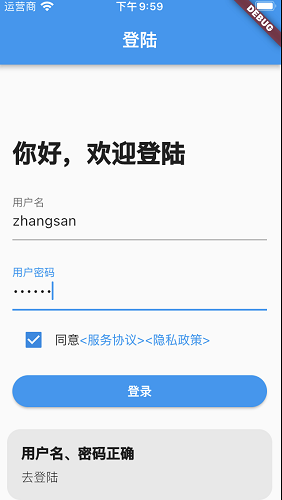 运营商 下午9:59
DEBUG
登陆
你好，欢迎登陆
用户名
zhangsan
用户密码
••••••
同意<服务协议><隐私政策>
登录
用户名、密码正确
去登陆